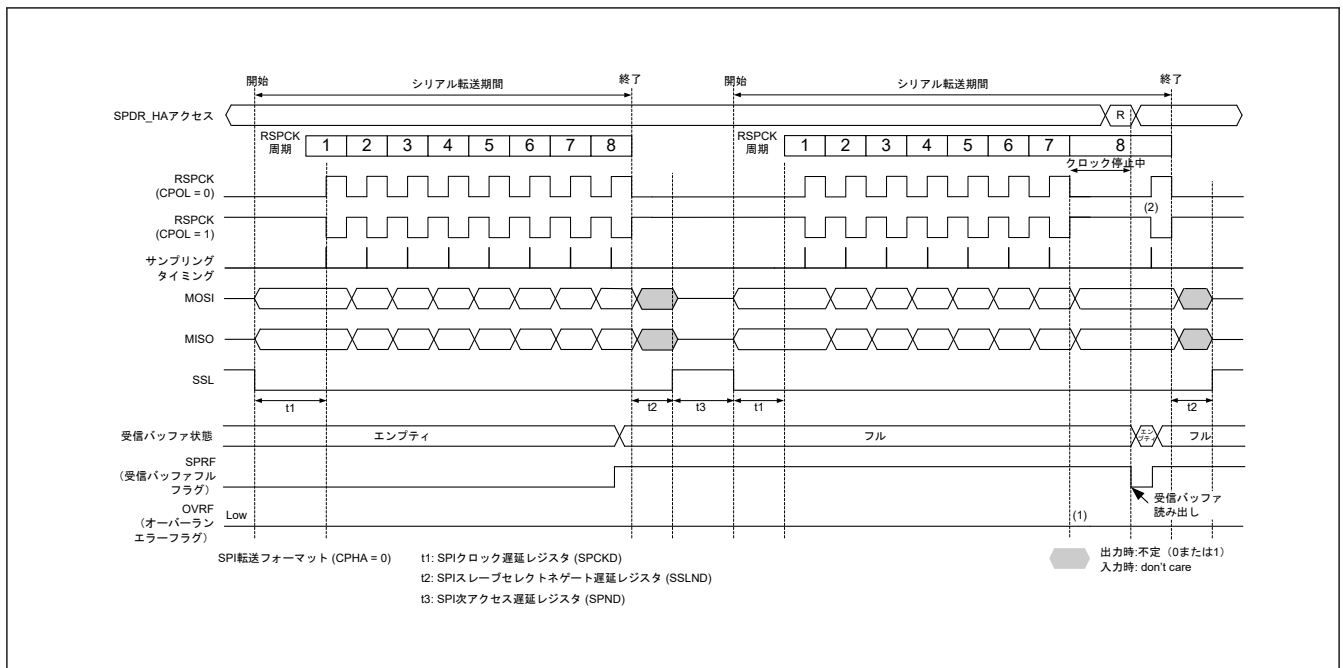 開始 シリアル転送期間 終了 開始 シリアル転送期間 終了
SPDR_HAアクセス R
RSPCK
周期 1 2 3 4 5 6 7 8
RSPCK
周期 1 2 3 4 5 6 7 8
クロック停止中
RSPCK
(CPOL = 0)
RSPCK
(CPOL = 1)
(2)
サンプリング
タイミング
MOSI
MISO
SSL
t1 t2 t3 t1 t2
受信バッファ状態 エンプティ フル エン
プティ フル
SPRF
(受信バッファフル
フラグ)
受信バッファ
読み出し
OVRF
(オーバーラン
エラーフラグ)
Low (1)
SPI転送フォーマット (CPHA = 0)
t1: SPIクロック遅延レジスタ (SPCKD)
t2: SPIスレーブセレクトネゲート遅延レジスタ (SSLND)
t3: SPI次アクセス遅延レジスタ (SPND)
出力時:不定(0または1)
入力時: don't care